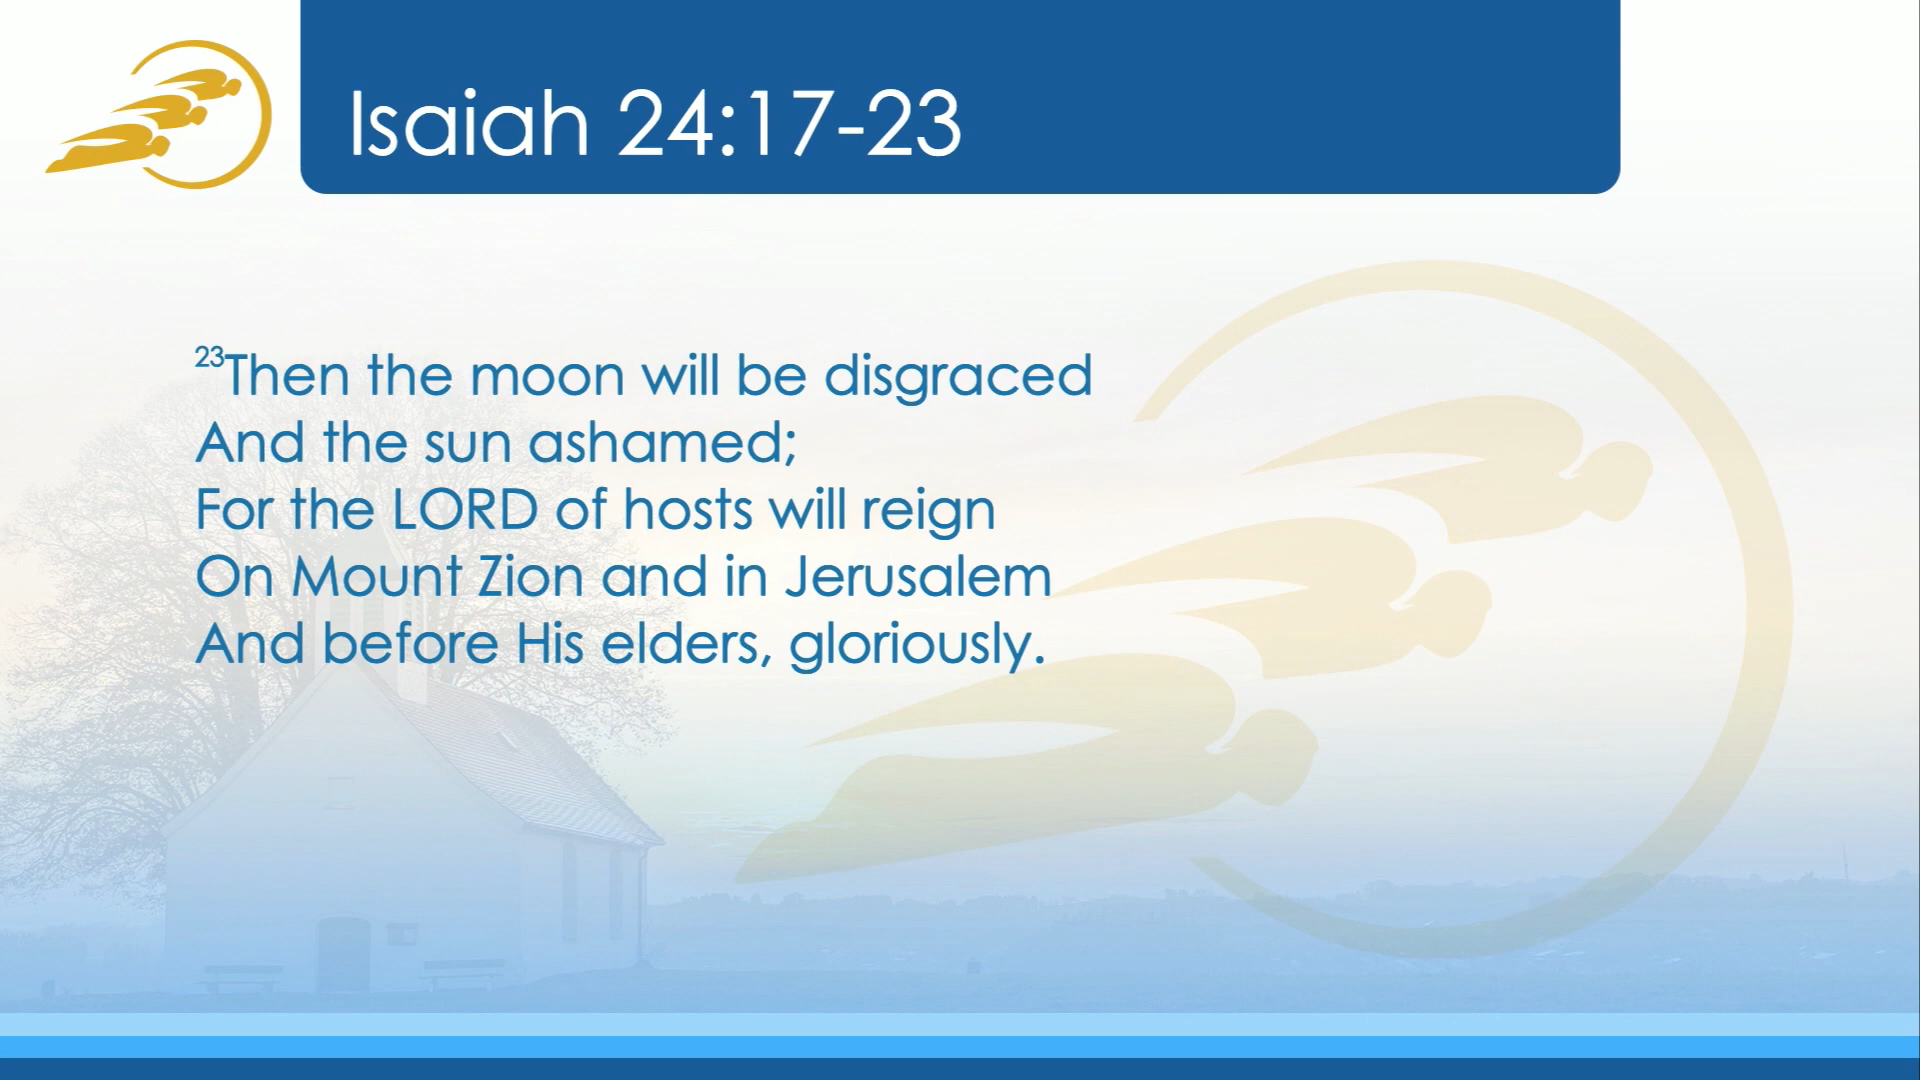 Isaiah 24:17-23
23Then the moon will be disgraced
And the sun ashamed;
For the LORD of hosts will reign
On Mount Zion and in Jerusalem
And before His elders, gloriously.